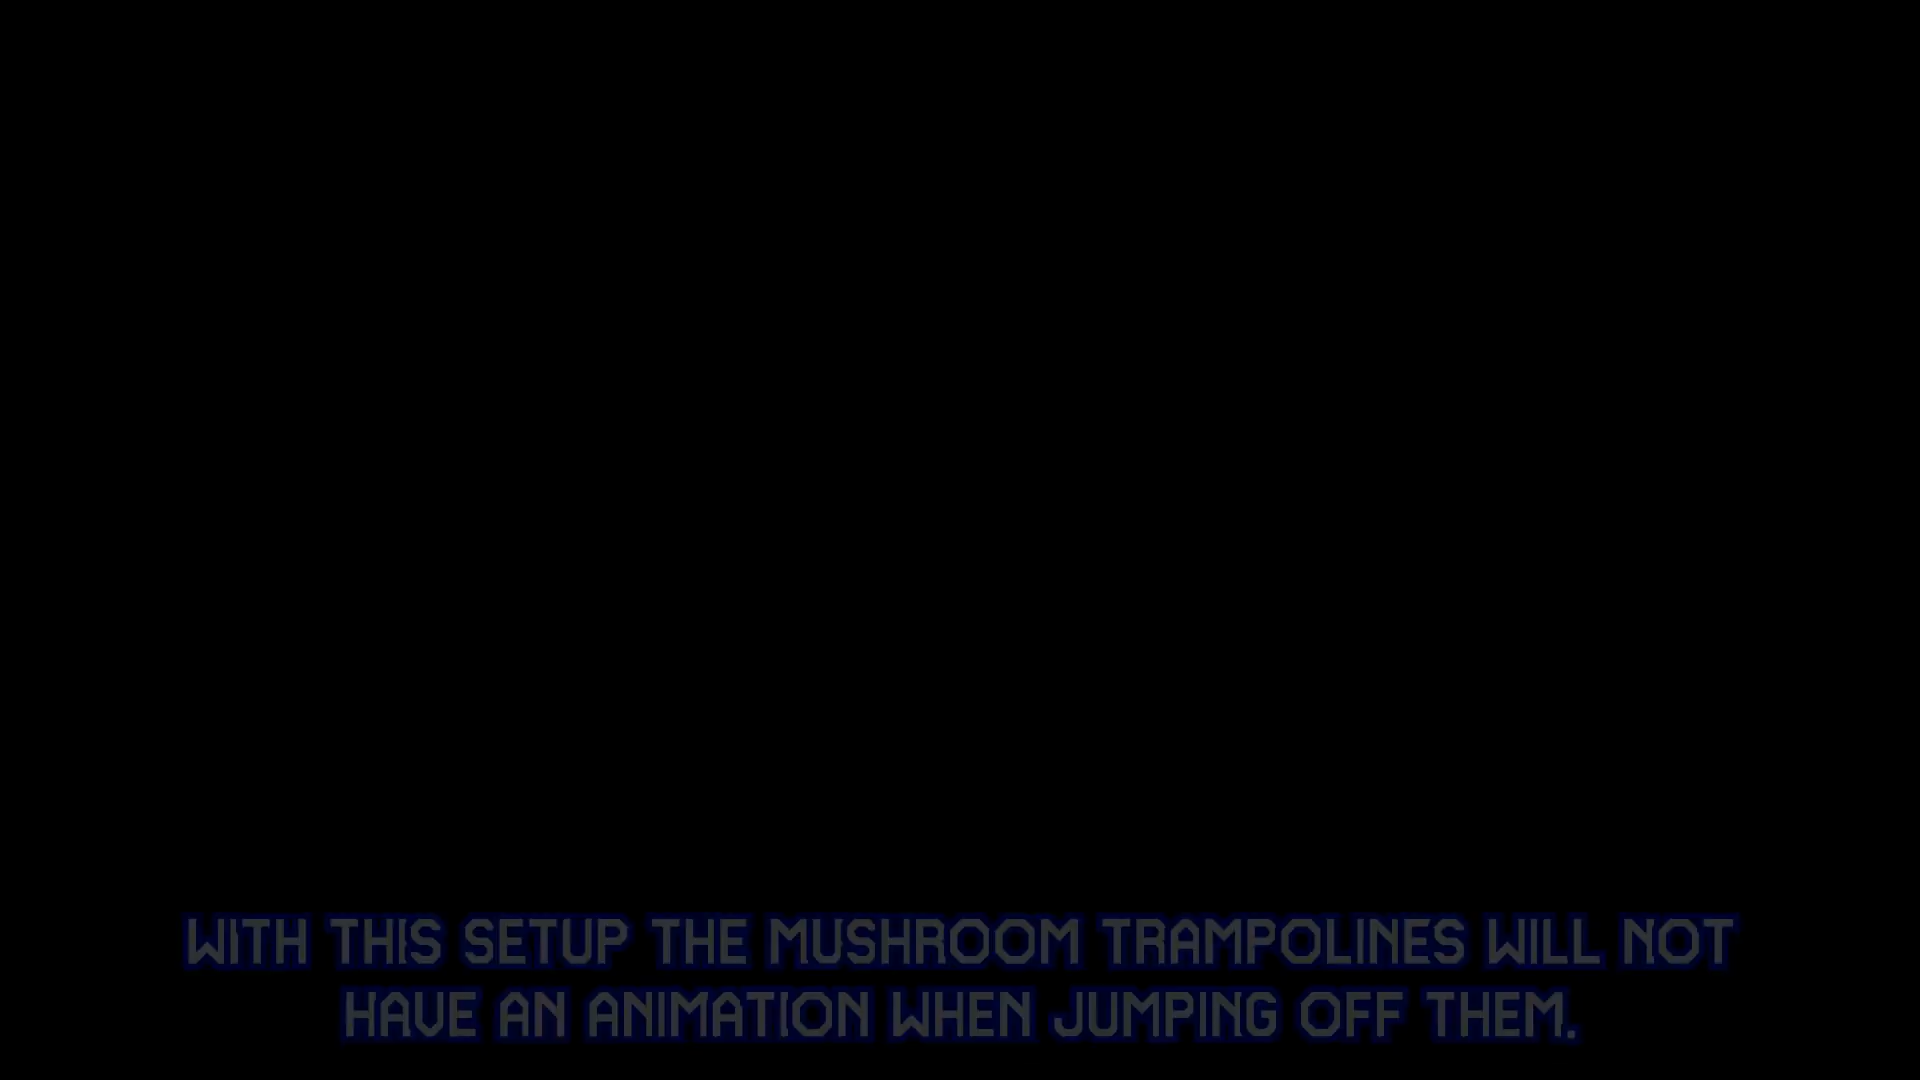 WITH THIS SETUP THE MUSHROOM TRAMPOLINES WILL NOT
HAVE AN ANIMATION WHEN JUMPING OFF THEM.